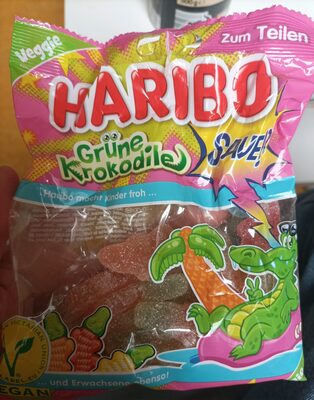 Veggie
Zum Teilen
HARIBO
Grüne
Krokodile
SAUER
Haribo macht Kinder froh ...
... und Erwachsene ebenso!
V
VEGAN